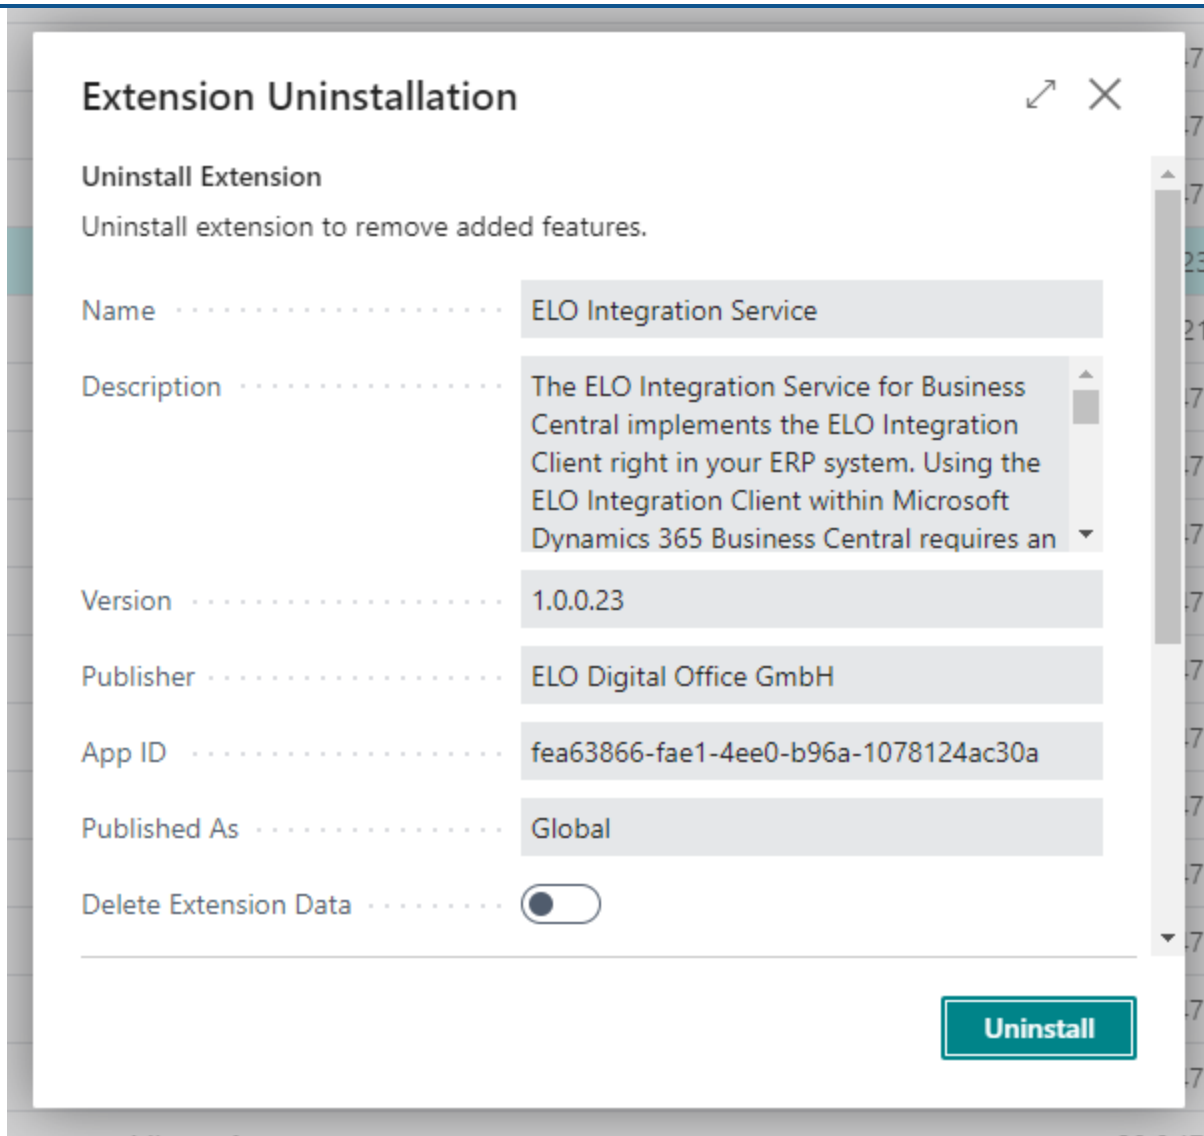 Extension Uninstallation
Uninstall Extension
Uninstall extension to remove added features.
Name
ELO Integration Service
Description
The ELO Integration Service for Business
Central implements the ELO Integration
Client right in your ERP system. Using the
ELO Integration Client within Microsoft
Dynamics 365 Business Central requires an
Version
1.0.0.23
Publisher
ELO Digital Office GmbH
App ID
fea63866-fae1-4ee0-b96a-1078124ac30a
Published As
Global
Delete Extension Data
Uninstall